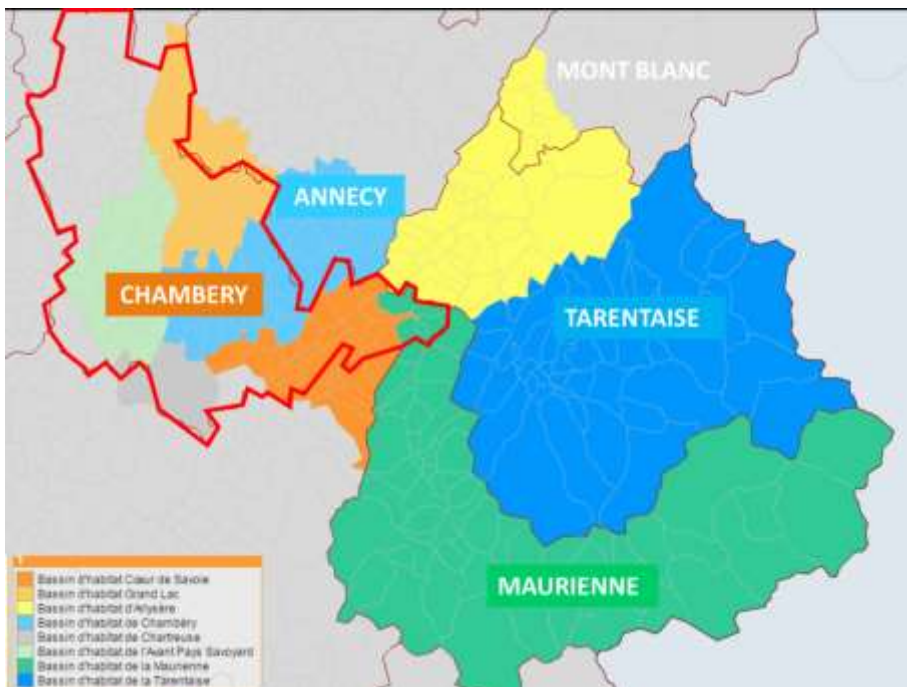 MONT BLANC
ANNECY
CHAMBERY
TARENTAISE
MAURIENNE
Bassin d'habitat Cœur de Savoie
Bassin d'habitat Grand Lac
Bassin d'habitat d'Arlysère
Bassin d'habitat de Chambéry
Bassin d'habitat de Chartreuse
Bassin d'habitat de l'Avant Pays Savoyard
Bassin d'habitat de la Maurienne
Bassin d'habitat de la Tarentaise